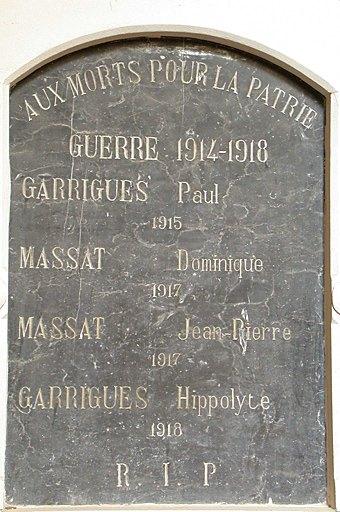 AUX MORTS POUR LA PATRIE
GUERRE 1914-1918
GARRIGUES Paul
1915
MASSAT Dominique
1917
MASSAT Jean-Pierre
1917
GARRIGUES Hippolyte
1918
R I P